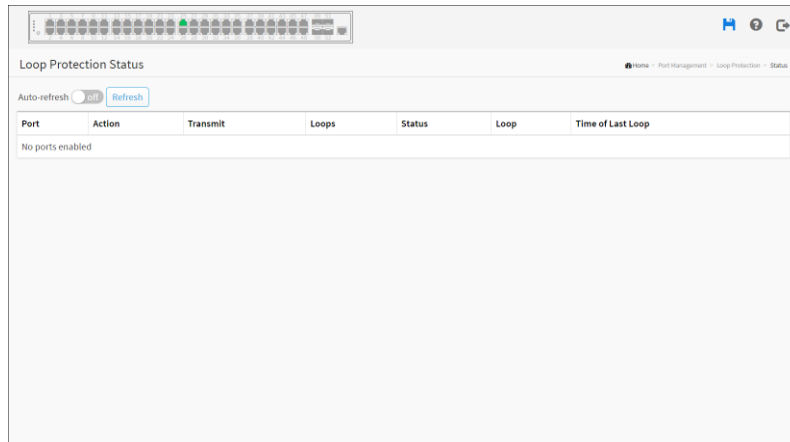 Loop Protection Status
Home - Port Management - Loop Protection - Status
Auto-refresh off Refresh
Port Action Transmit Loops Status Loop Time of Last Loop
No ports enabled